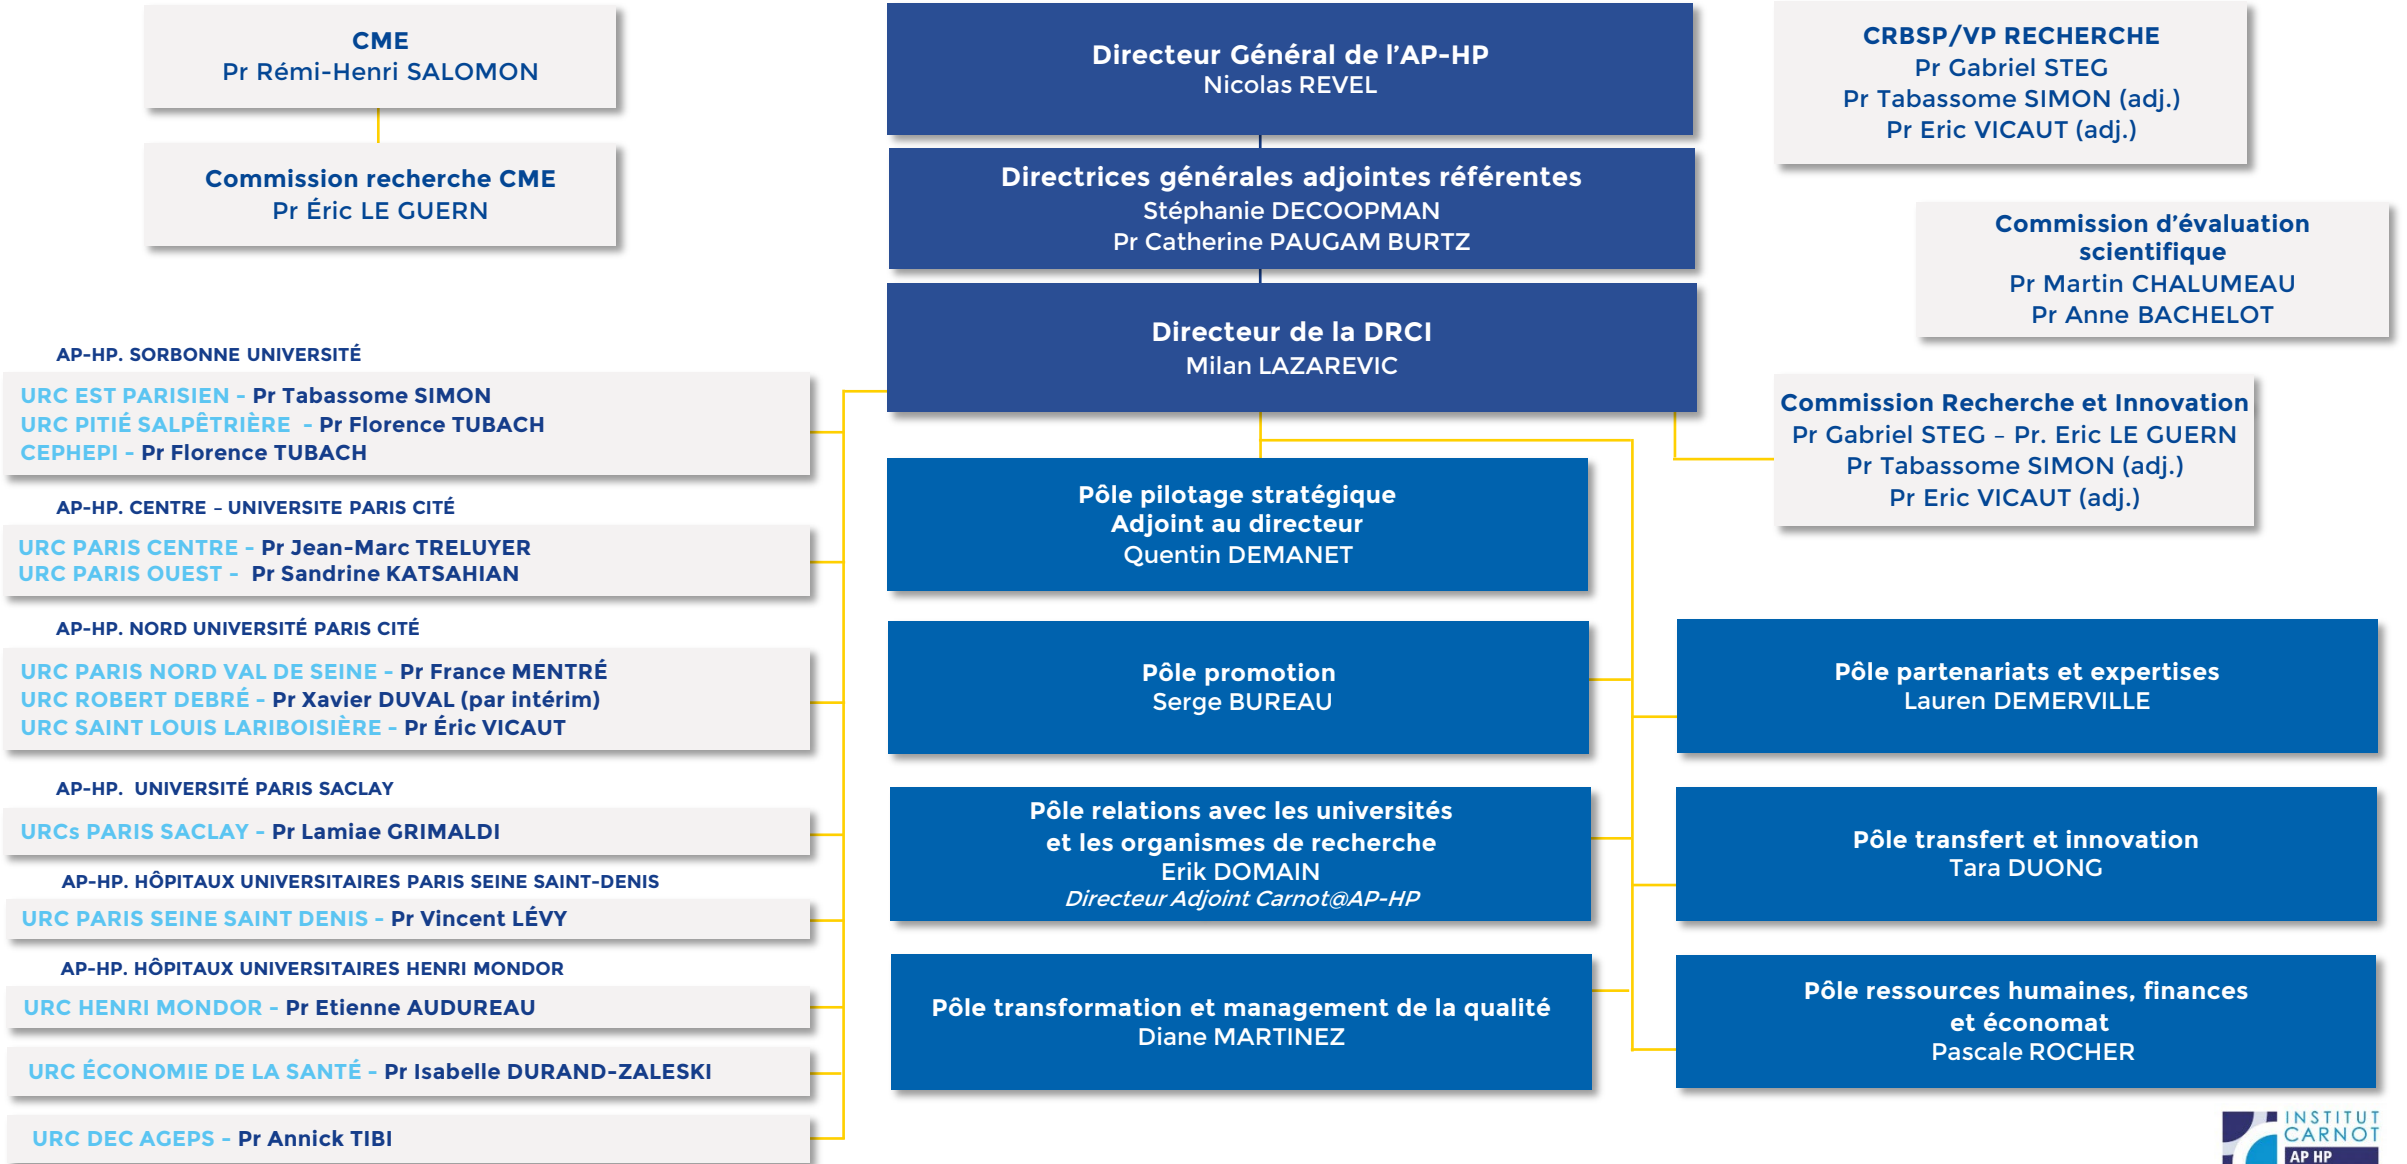 CME
Pr Rémi-Henri SALOMON
Commission recherche CME
Pr Éric LE GUERN
Directeur Général de l'AP-HP
Nicolas REVEL
Directrices générales adjointes référentes
Stéphanie DECOOPMAN
Pr Catherine PAUGAM BURTZ
Directeur de la DRCI
Milan LAZAREVIC
CRBSP/VP RECHERCHE
Pr Gabriel STEG
Pr Tabassome SIMON (adj.)
Pr Eric VICAUT (adj.)
Commission d'évaluation
scientifique
Pr Martin CHALUMEAU
Pr Anne BACHELOT
Commission Recherche et Innovation
Pr Gabriel STEG – Pr. Eric LE GUERN
Pr Tabassome SIMON (adj.)
Pr Eric VICAUT (adj.)
AP-HP. SORBONNE UNIVERSITÉ
URC EST PARISIEN - Pr Tabassome SIMON
URC PITIÉ SALPÊTRIÈRE - Pr Florence TUBACH
CEPHEPI - Pr Florence TUBACH
AP-HP. CENTRE – UNIVERSITE PARIS CITÉ
URC PARIS CENTRE - Pr Jean-Marc TRELUYER
URC PARIS OUEST - Pr Sandrine KATSAHIAN
AP-HP. NORD UNIVERSITÉ PARIS CITÉ
URC PARIS NORD VAL DE SEINE - Pr France MENTRÉ
URC ROBERT DEBRÉ - Pr Xavier DUVAL (par intérim)
URC SAINT LOUIS LARIBOISIÈRE - Pr Éric VICAUT
AP-HP. UNIVERSITÉ PARIS SACLAY
URCs PARIS SACLAY - Pr Lamiae GRIMALDI
AP-HP. HÔPITAUX UNIVERSITAIRES PARIS SEINE SAINT-DENIS
URC PARIS SEINE SAINT DENIS - Pr Vincent LÉVY
AP-HP. HÔPITAUX UNIVERSITAIRES HENRI MONDOR
URC HENRI MONDOR - Pr Etienne AUDUREAU
URC ÉCONOMIE DE LA SANTÉ - Pr Isabelle DURAND-ZALESKI
URC DEC AGEPS - Pr Annick TIBI
Pôle pilotage stratégique
Adjoint au directeur
Quentin DEMANET
Pôle promotion
Serge BUREAU
Pôle partenariats et expertises
Lauren DEMERVILLE
Pôle relations avec les universités
et les organismes de recherche
Erik DOMAIN
Directeur Adjoint Carnot@AP-HP
Pôle transfert et innovation
Tara DUONG
Pôle transformation et management de la qualité
Diane MARTINEZ
Pôle ressources humaines, finances
et économat
Pascale ROCHER
INSTITUT
CARNOT
AP HP